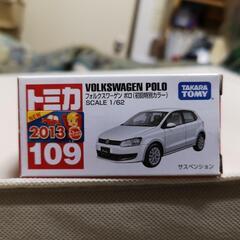 トミカ
NEW
2013
109
VOLKSWAGEN POLO
フォルクスワーゲン ポロ(初回特別カラー)
SCALE 1/62
TAKARA
TOMY
サスペンション